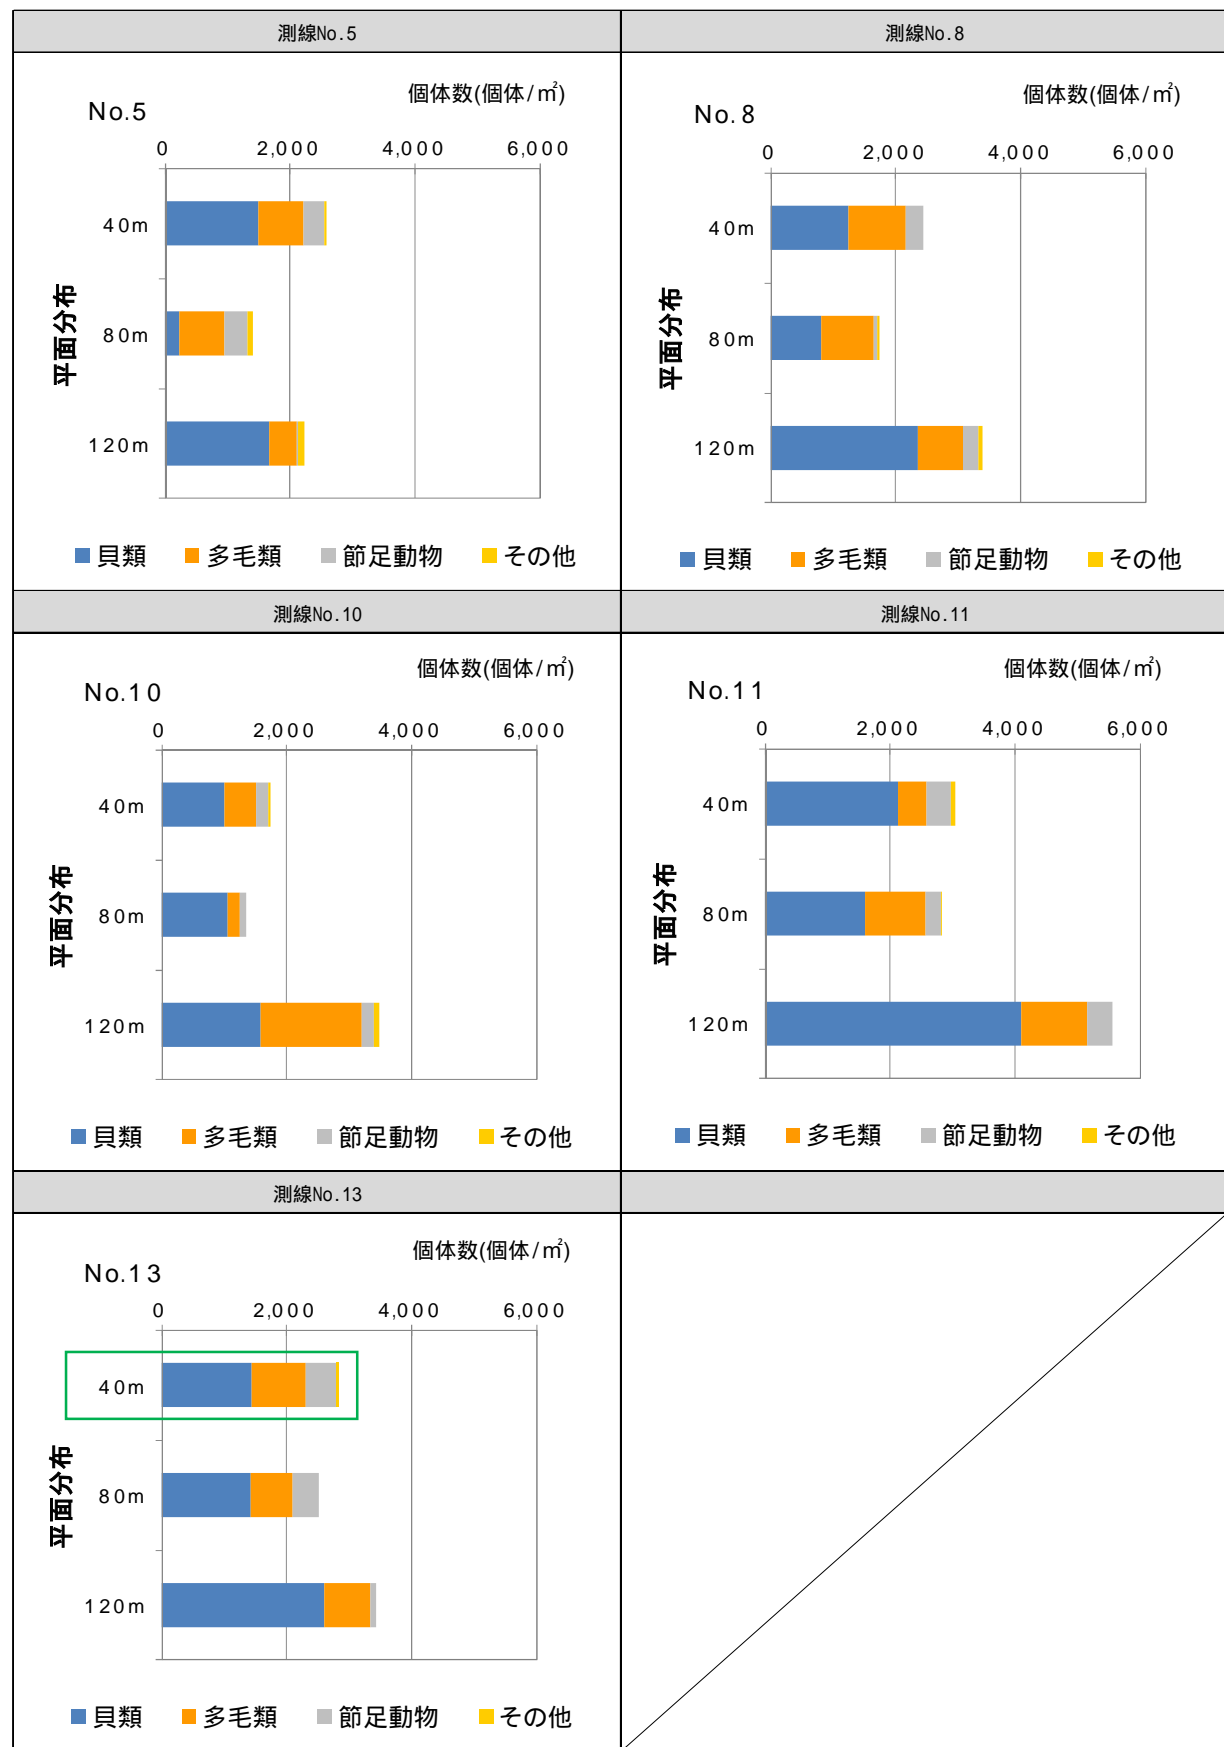 測線No.5
測線No.8
個体数(個体/㎡)
No.5
0 2,000 4,000 6,000
40m
80m
120m
平面分布
貝類 多毛類 節足動物 その他
個体数(個体/㎡)
No.8
0 2,000 4,000 6,000
40m
80m
120m
平面分布
貝類 多毛類 節足動物 その他
測線No.10
測線No.11
個体数(個体/㎡)
No.10
0 2,000 4,000 6,000
40m
80m
120m
平面分布
貝類 多毛類 節足動物 その他
個体数(個体/㎡)
No.11
0 2,000 4,000 6,000
40m
80m
120m
平面分布
貝類 多毛類 節足動物 その他
測線No.13
個体数(個体/㎡)
No.13
0 2,000 4,000 6,000
40m
80m
120m
平面分布
貝類 多毛類 節足動物 その他